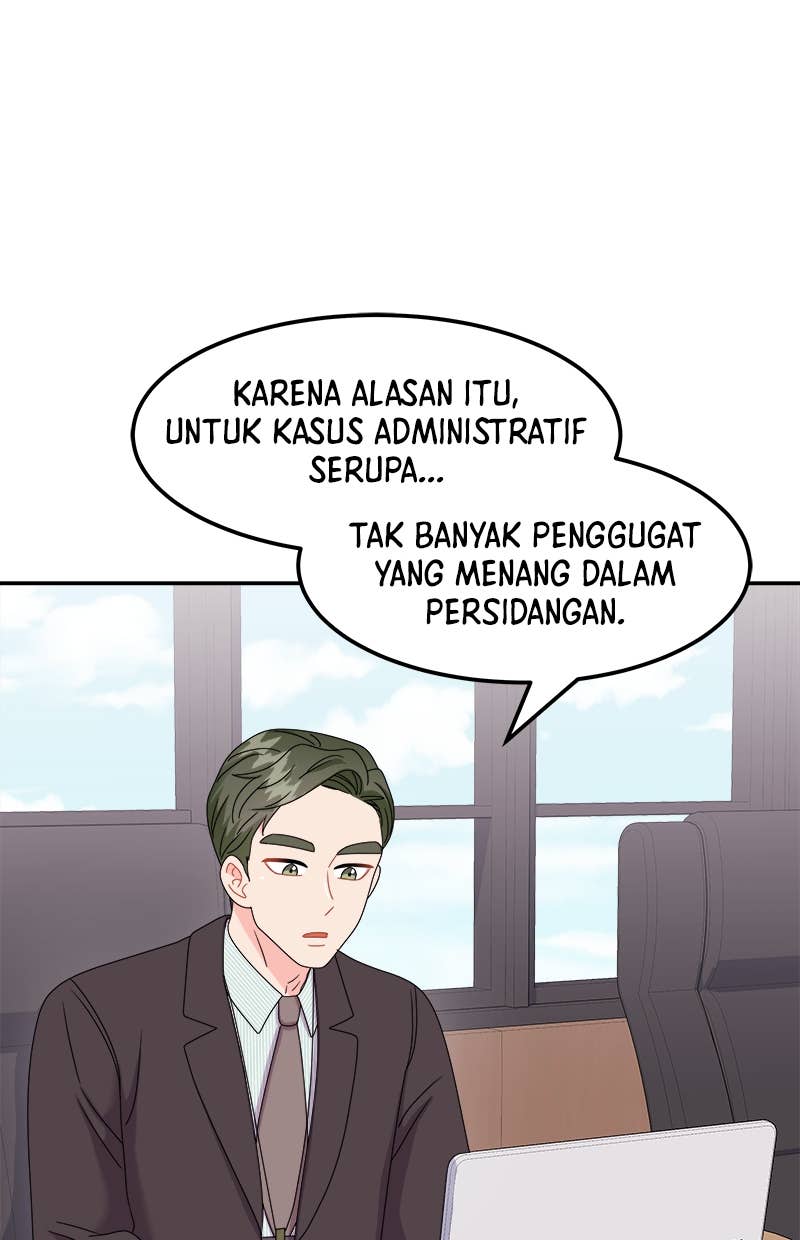 KARENA ALASAN ITU,
UNTUK KASUS ADMINISTRATIF
SERUPA...
TAK BANYAK PENGGUGAT
YANG MENANG DALAM
PERSIDANGAN.